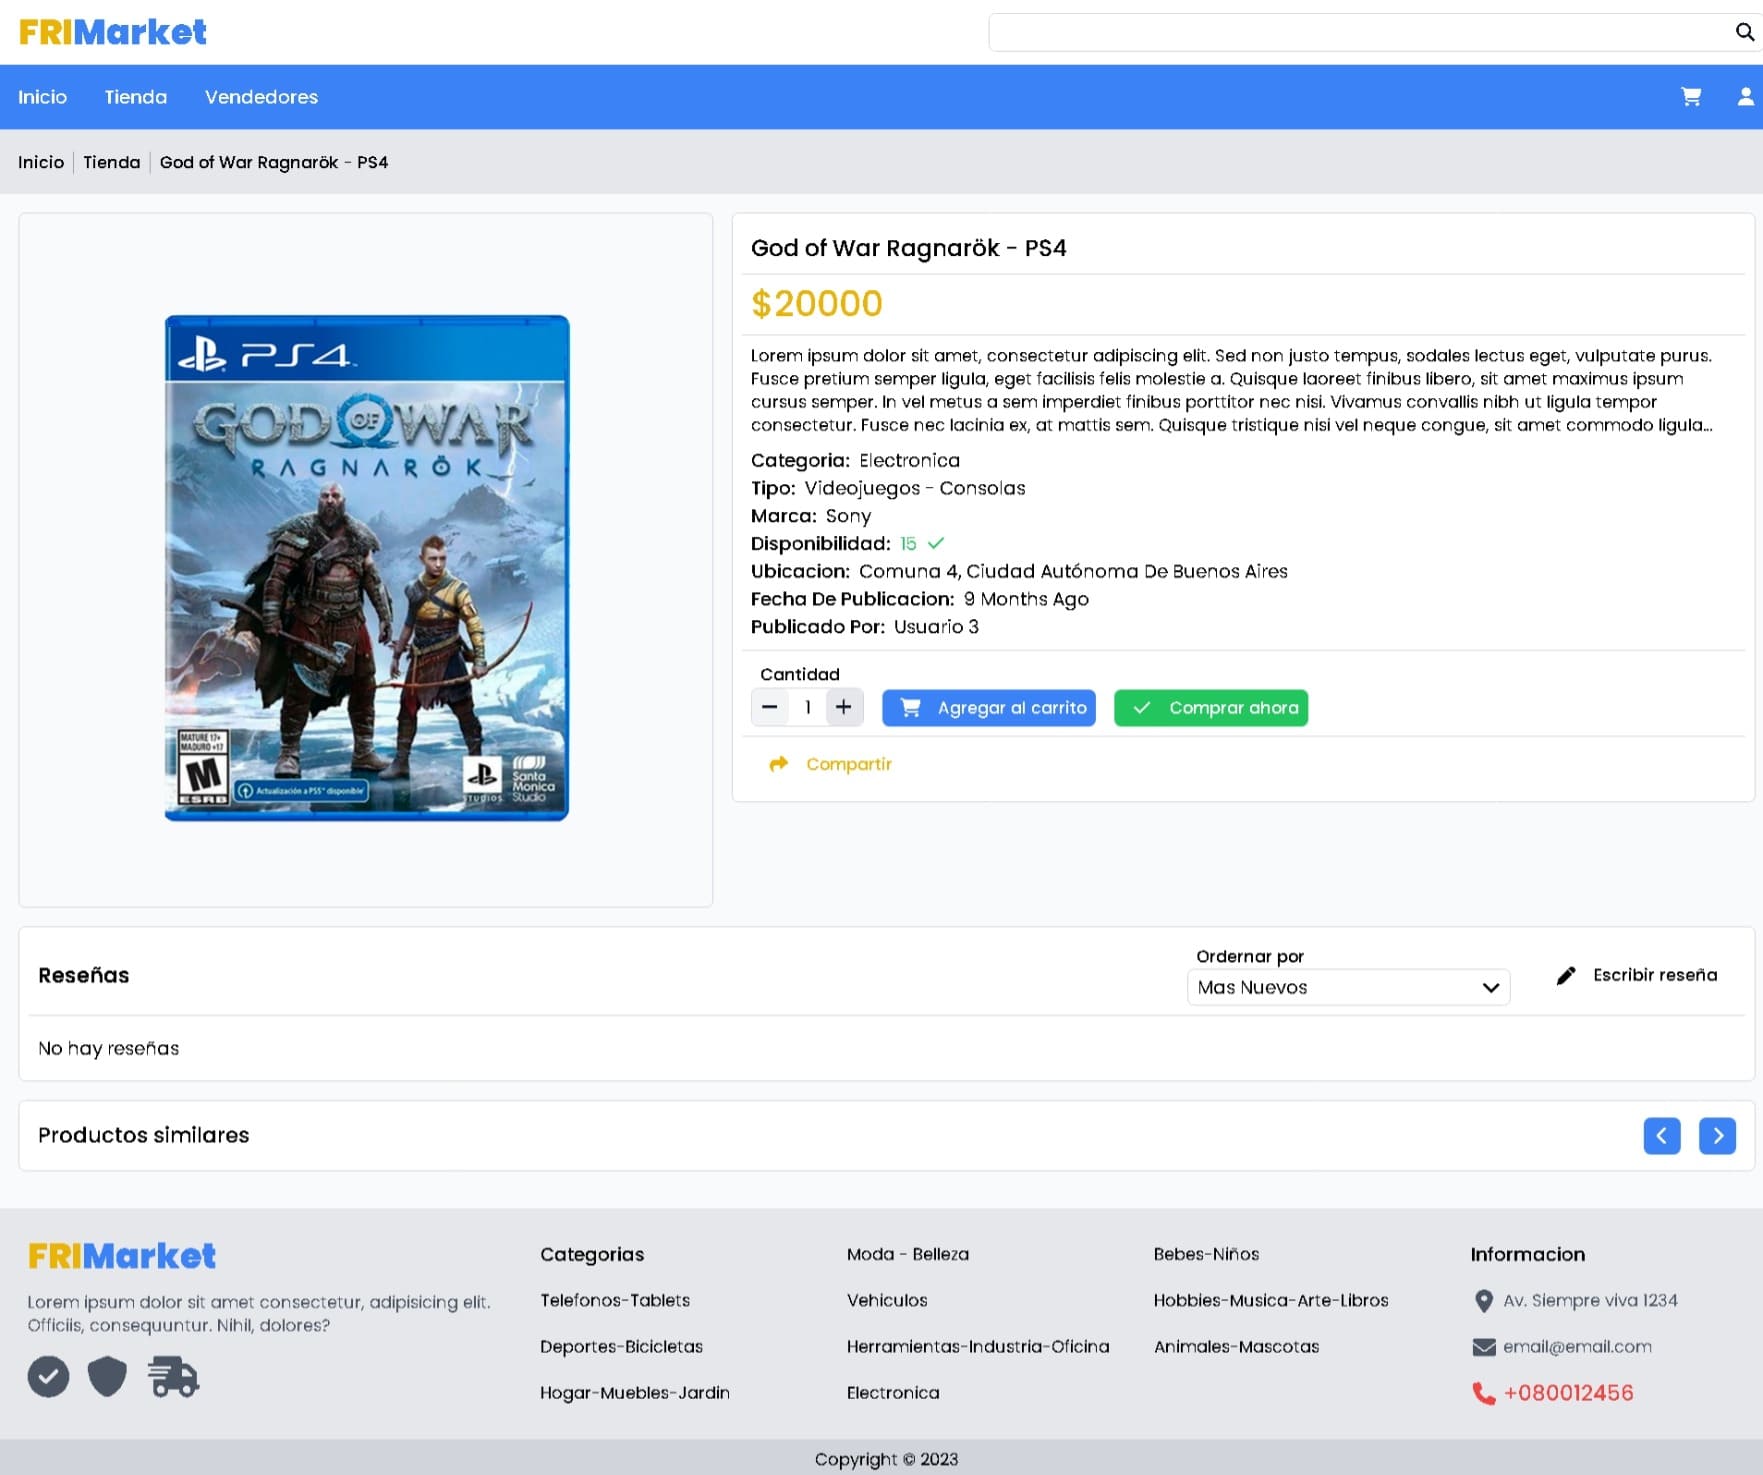 FRIMarket
Inicio Tienda Vendedores
Inicio Tienda God of War Ragnarök - PS4
PS4
GOD OF WAR
RAGNARÖK
MATURE 17+
MADURO +17
M
ESRB
Actualización a PS5 disponible
STUDIOS
Santa
Monica
Studio
God of War Ragnarök - PS4
$20000
Lorem ipsum dolor sit amet, consectetur adipiscing elit. Sed non justo tempus, sodales lectus eget, vulputate purus.
Fusce pretium semper ligula, eget facilisis felis molestie a. Quisque laoreet finibus libero, sit amet maximus ipsum
cursus semper. In vel metus a sem imperdiet finibus porttitor nec nisi. Vivamus convallis nibh ut ligula tempor
consectetur. Fusce nec lacinia ex, at mattis sem. Quisque tristique nisi vel neque congue, sit amet commodo ligula...
Categoria: Electronica
Tipo: Videojuegos - Consolas
Marca: Sony
Disponibilidad: 15
Ubicacion: Comuna 4, Ciudad Autónoma De Buenos Aires
Fecha De Publicacion: 9 Months Ago
Publicado Por: Usuario 3
Cantidad
− 1 + Agregar al carrito Comprar ahora
Compartir
Reseñas
Ordernar por
Mas Nuevos
Escribir reseña
No hay reseñas
Productos similares
FRIMarket
Lorem ipsum dolor sit amet consectetur, adipisicing elit.
Officiis, consequuntur. Nihil, dolores?
Categorias
Telefonos-Tablets
Deportes-Bicicletas
Hogar-Muebles-Jardin
Moda - Belleza
Vehiculos
Herramientas-Industria-Oficina
Electronica
Bebes-Niños
Hobbies-Musica-Arte-Libros
Animales-Mascotas
Informacion
Av. Siempre viva 1234
email@email.com
+080012456
Copyright © 2023